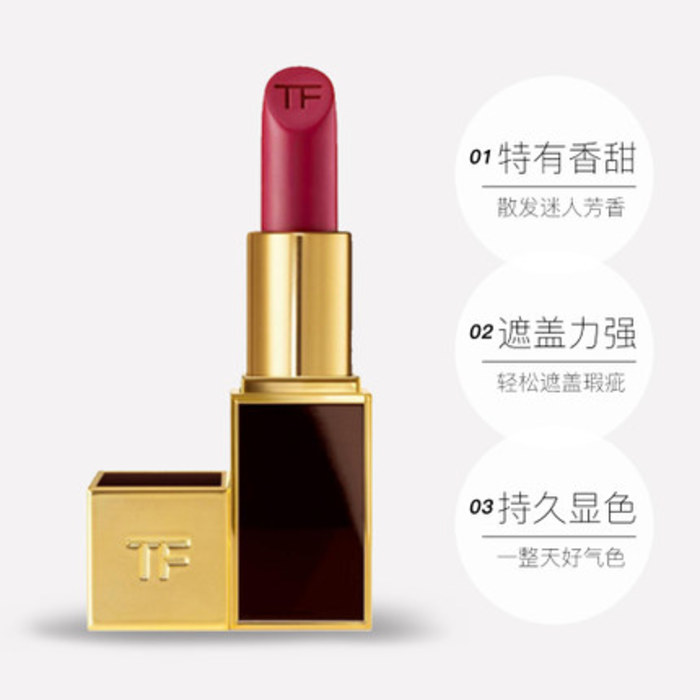 TF
TF
01 特有香甜
散发迷人芳香
02 遮盖力强
轻松遮盖瑕疵
03 持久显色
一整天好气色